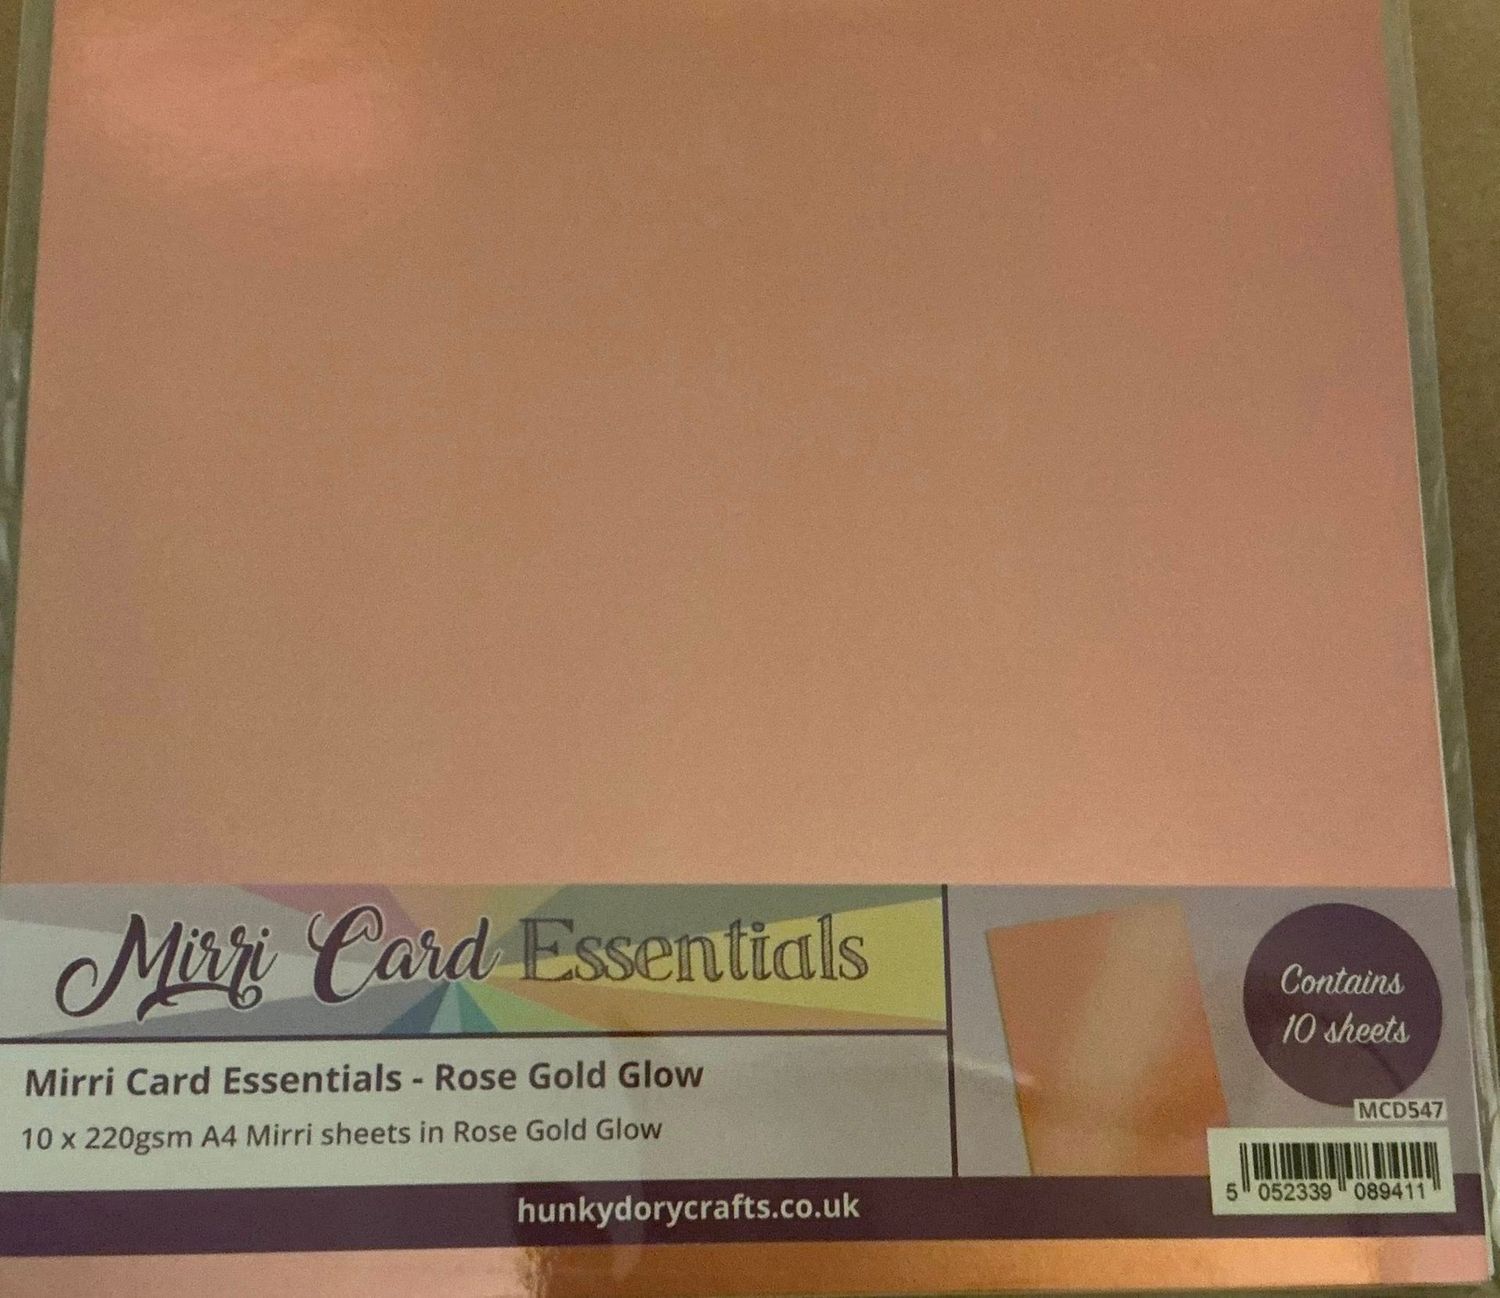 Mirri Card Essentials
Contains
10 sheets
Mirri Card Essentials - Rose Gold Glow
10 x 220gsm A4 Mirri sheets in Rose Gold Glow
MCD547
5 052339 089411
hunkydorycrafts.co.uk